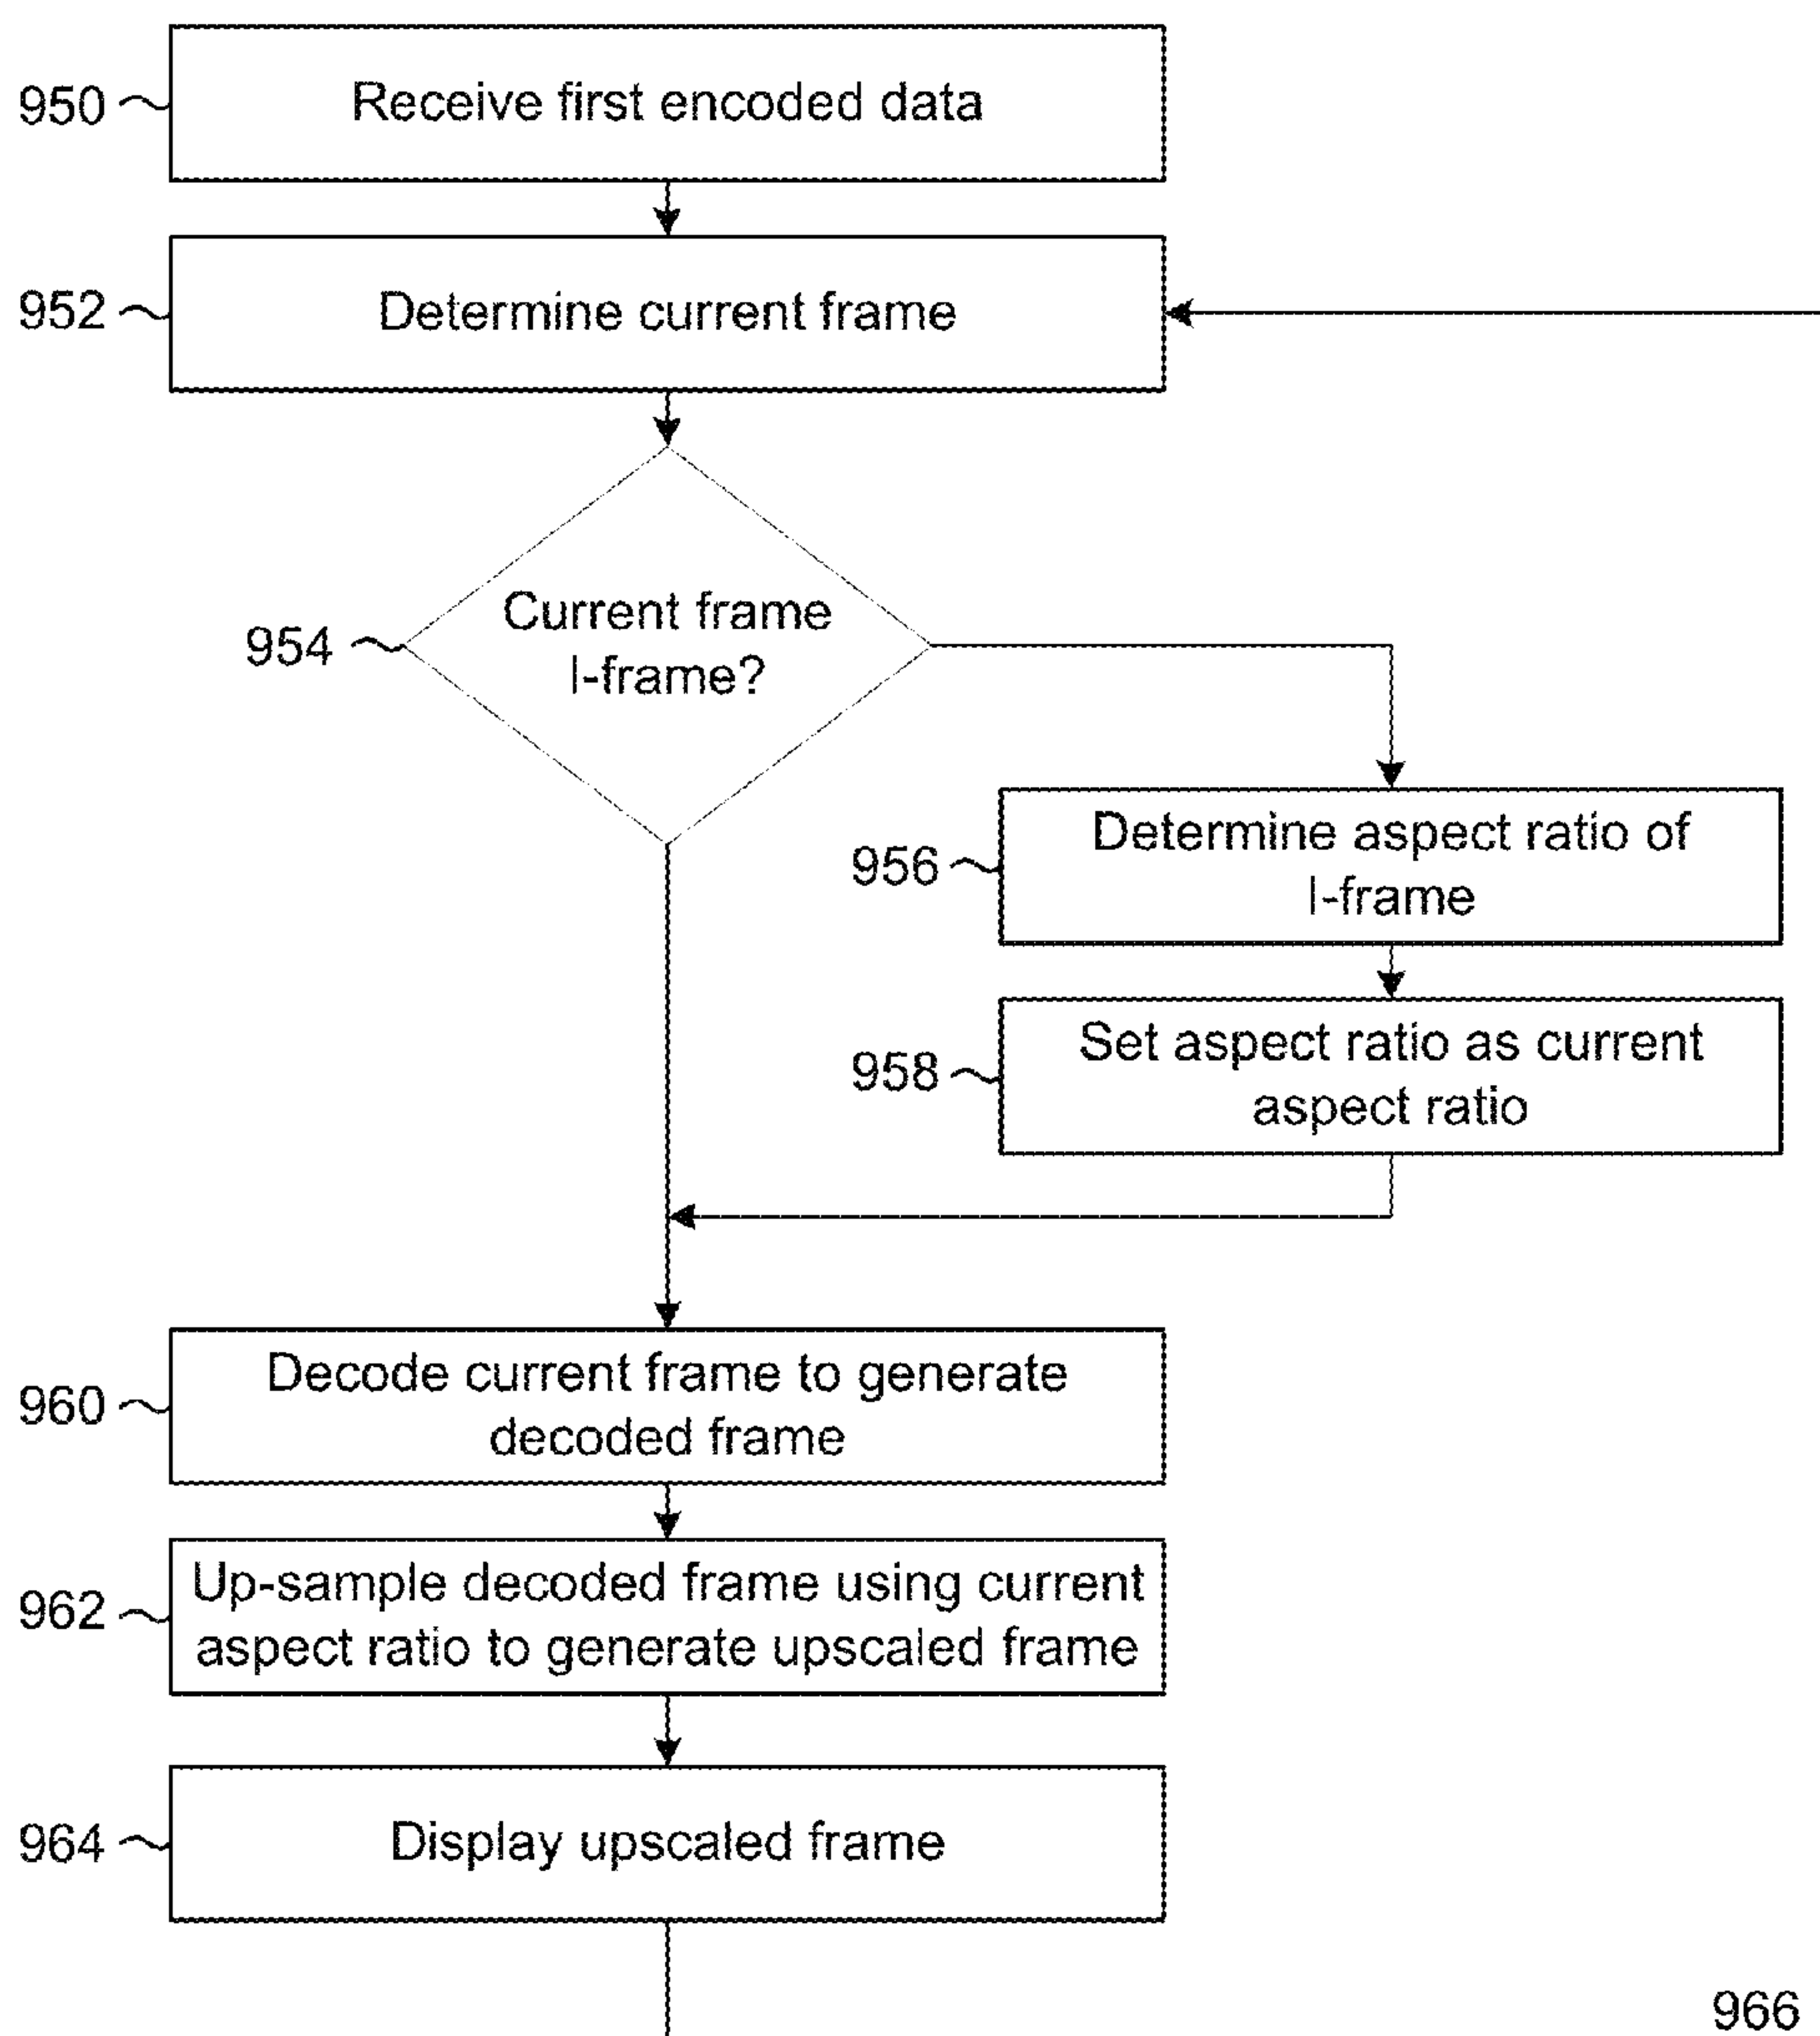 950
Receive first encoded data
952
Determine current frame
954
Current frame
I-frame?
956
Determine aspect ratio of
I-frame
958
Set aspect ratio as current
aspect ratio
960
Decode current frame to generate
decoded frame
962
Up-sample decoded frame using current
aspect ratio to generate upscaled frame
964
Display upscaled frame
966